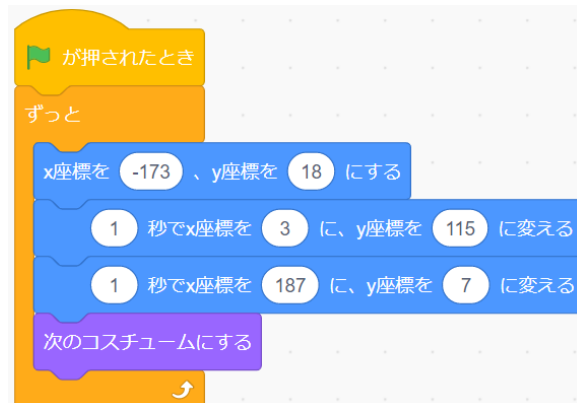 が押されたとき
ずっと
x座標を -173 、y座標を 18 にする
1 秒でx座標を 3 に、y座標を 115 に変える
1 秒でx座標を 187 に、y座標を 7 に変える
次のコスチュームにする